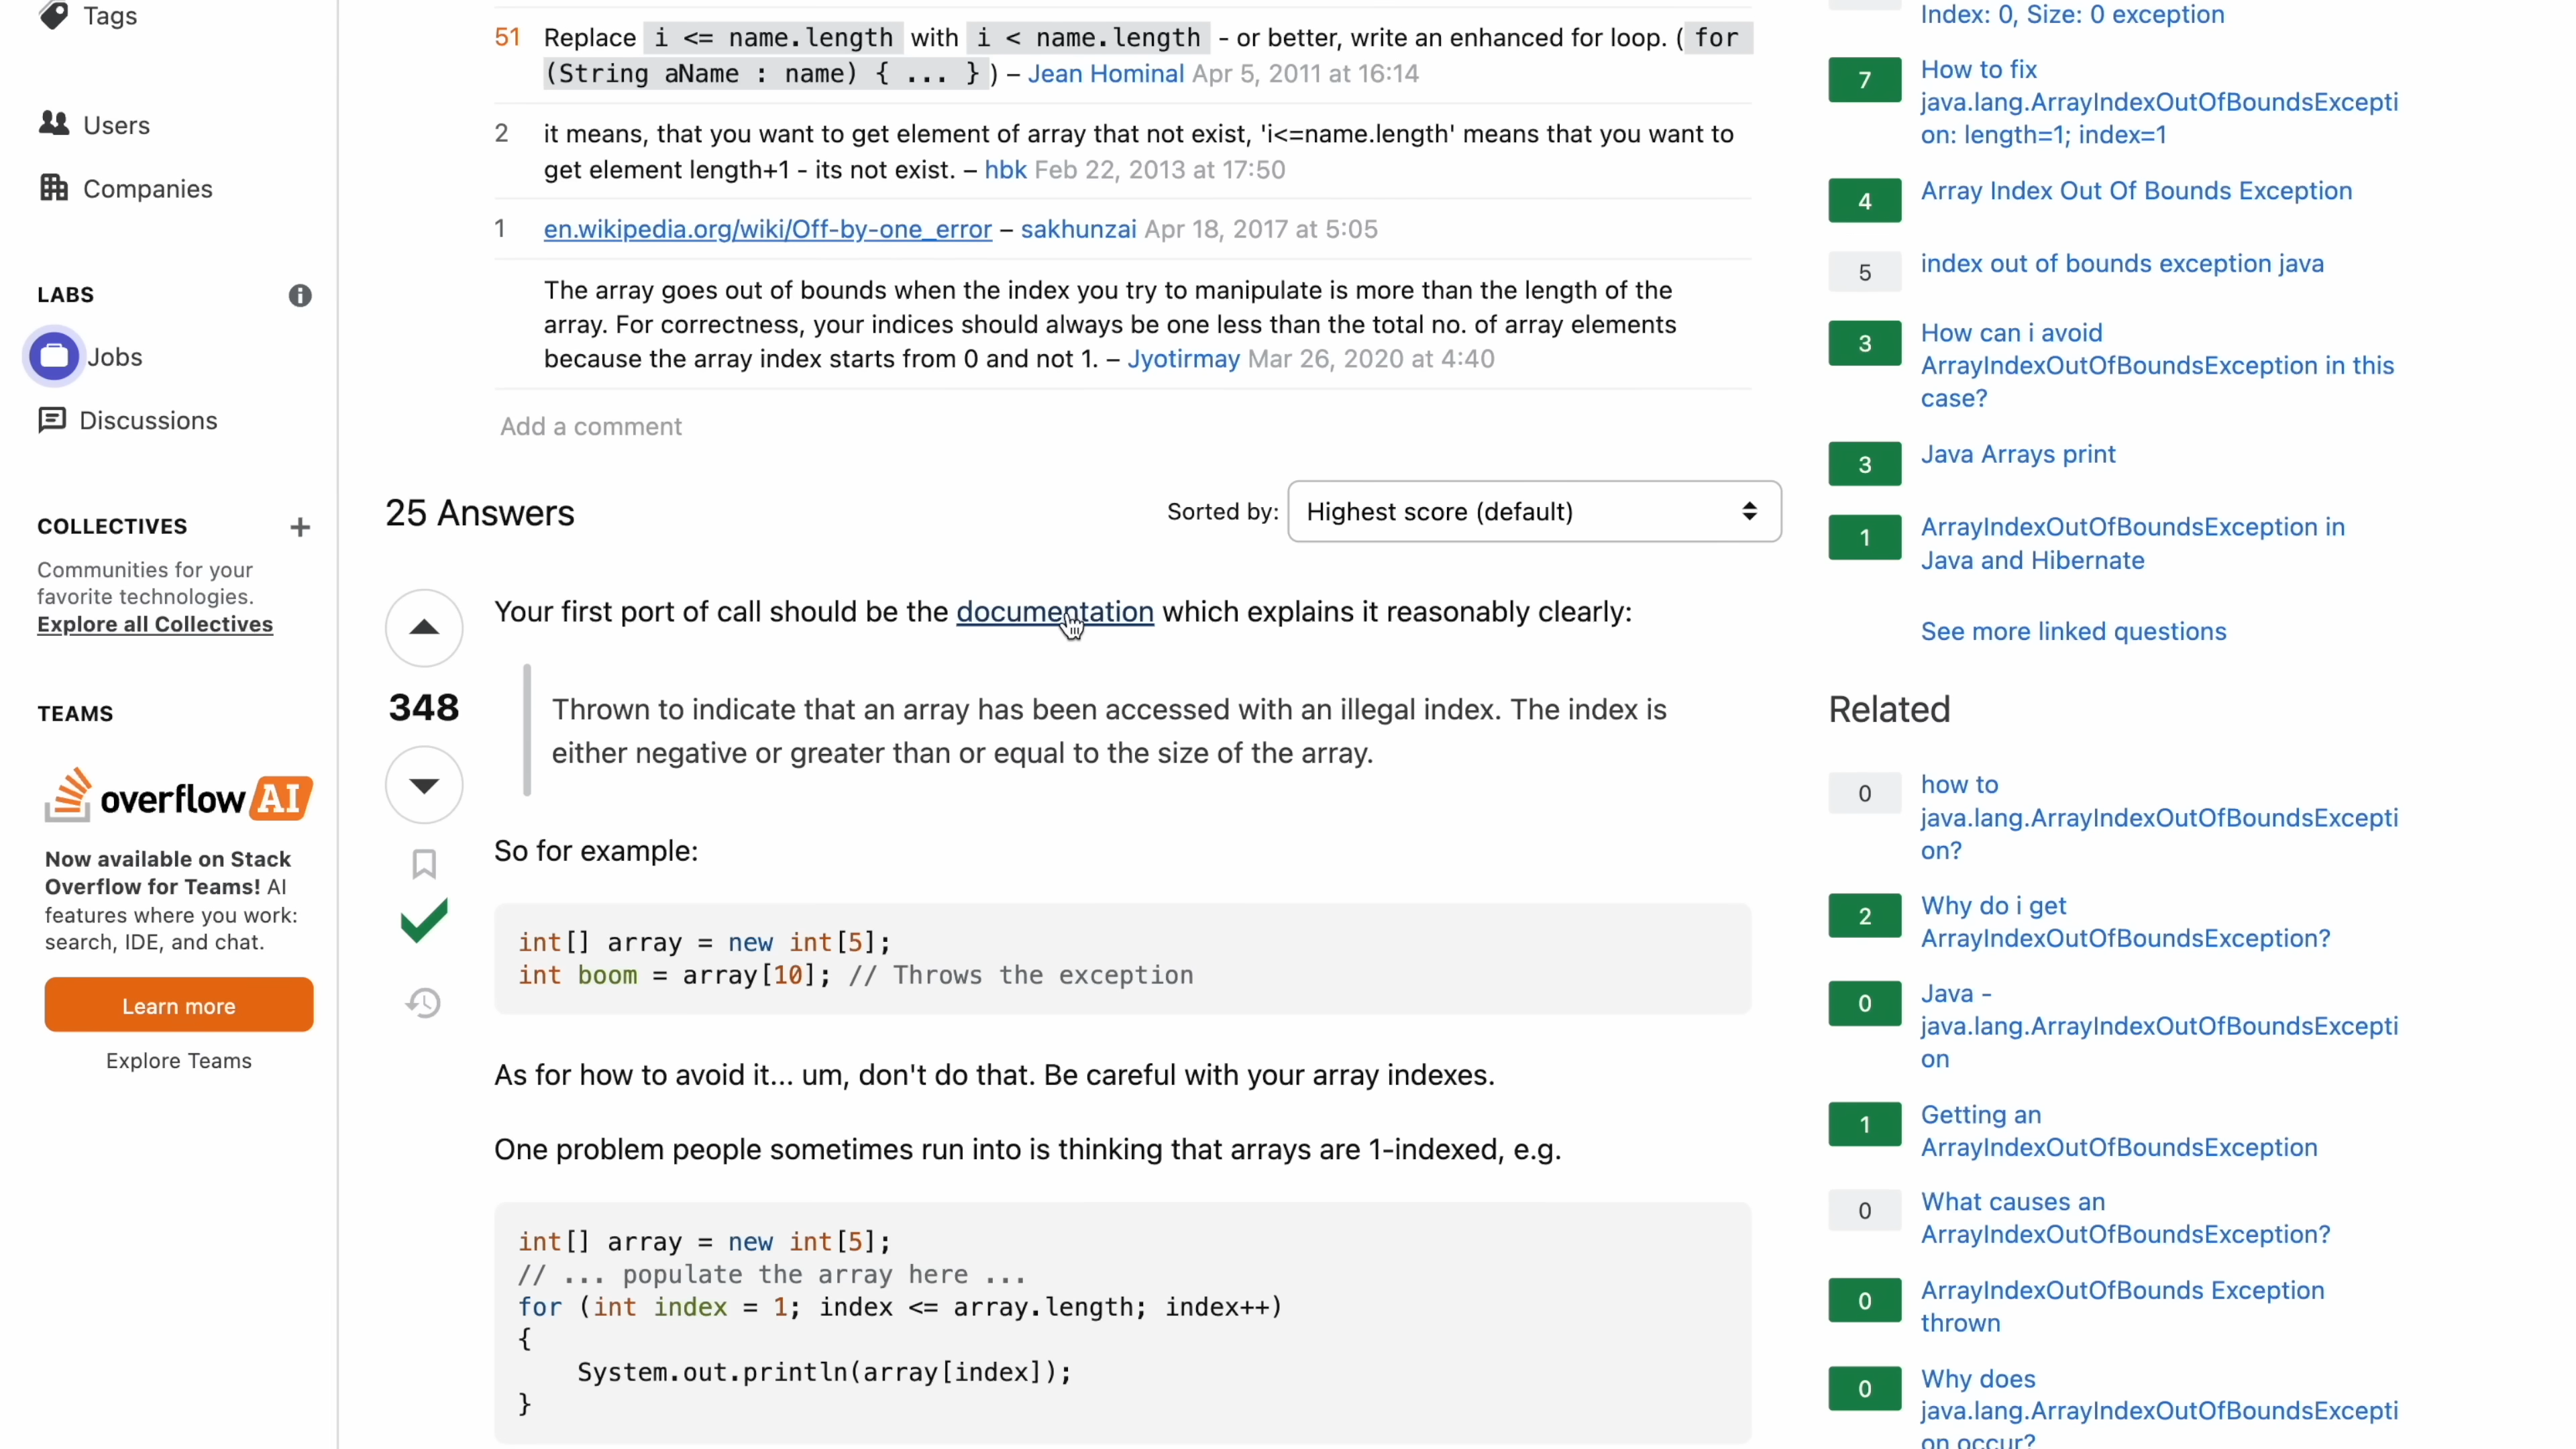 Tags
Users
Companies
LABS
Jobs
Discussions
COLLECTIVES
Communities for your
favorite technologies.
Explore all Collectives
TEAMS
overflow AI
Now available on Stack
Overflow for Teams! AI
features where you work:
search, IDE, and chat.
Learn more
Explore Teams
51 Replace i <= name.length with i < name.length - or better, write an enhanced for loop. ( for
(String aName : name) { ... } ) – Jean Hominal Apr 5, 2011 at 16:14
2 it means, that you want to get element of array that not exist, 'i<=name.length' means that you want to
get element length+1 - its not exist. – hbk Feb 22, 2013 at 17:50
1 en.wikipedia.org/wiki/Off-by-one_error – sakhunzai Apr 18, 2017 at 5:05
The array goes out of bounds when the index you try to manipulate is more than the length of the
array. For correctness, your indices should always be one less than the total no. of array elements
because the array index starts from 0 and not 1. – Jyotirmay Mar 26, 2020 at 4:40
Add a comment
25 Answers
Sorted by: Highest score (default)
348
Your first port of call should be the documentation which explains it reasonably clearly:
Thrown to indicate that an array has been accessed with an illegal index. The index is
either negative or greater than or equal to the size of the array.
So for example:
int[] array = new int[5];
int boom = array[10]; // Throws the exception
As for how to avoid it... um, don't do that. Be careful with your array indexes.
One problem people sometimes run into is thinking that arrays are 1-indexed, e.g.
int[] array = new int[5];
// ... populate the array here ...
for (int index = 1; index <= array.length; index++)
{
    System.out.println(array[index]);
}
Index: 0, Size: 0 exception
7 How to fix
java.lang.ArrayIndexOutOfBoundsExcepti
on: length=1; index=1
4 Array Index Out Of Bounds Exception
5 index out of bounds exception java
3 How can i avoid
ArrayIndexOutOfBoundsException in this
case?
3 Java Arrays print
1 ArrayIndexOutOfBoundsException in
Java and Hibernate
See more linked questions
Related
0 how to
java.lang.ArrayIndexOutOfBoundsExcepti
on?
2 Why do i get
ArrayIndexOutOfBoundsException?
0 Java -
java.lang.ArrayIndexOutOfBoundsExcepti
on
1 Getting an
ArrayIndexOutOfBoundsException
0 What causes an
ArrayIndexOutOfBoundsException?
0 ArrayIndexOutOfBounds Exception
thrown
0 Why does
java.lang.ArrayIndexOutOfBoundsExcepti
on occur?